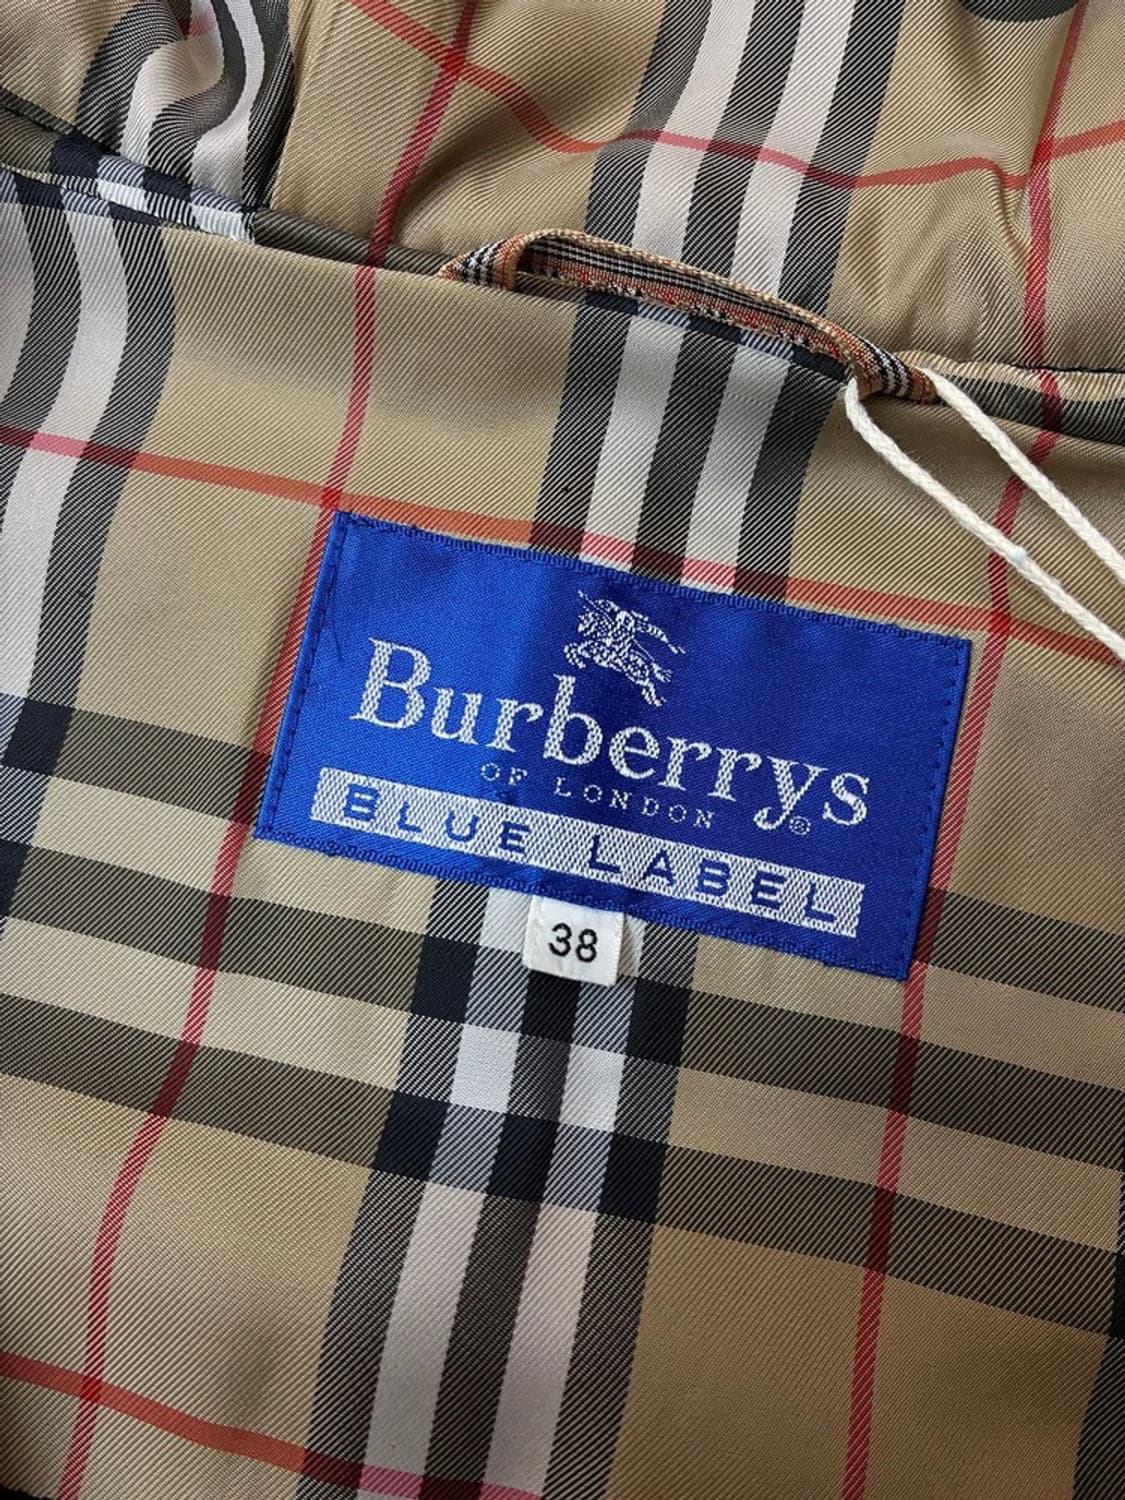 Burberrys
OF LONDON ®
BLUE LABEL
38